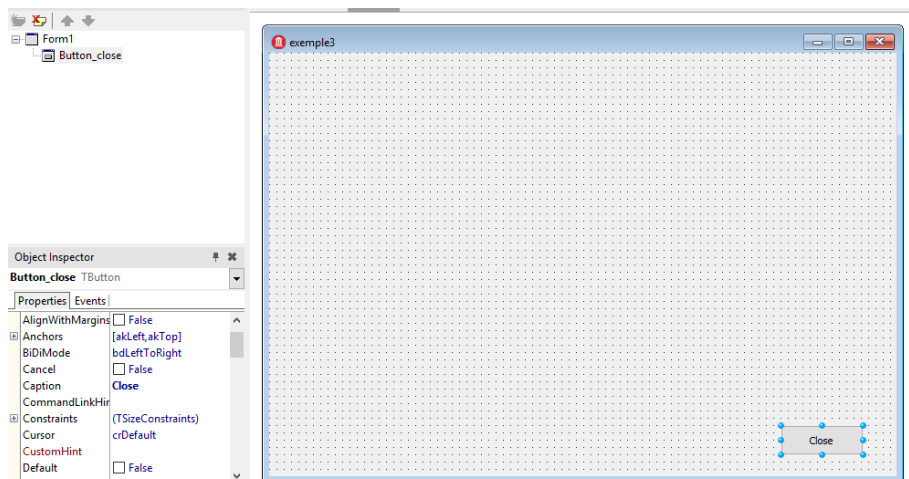 Form1
Button_close
Object Inspector
Button_close TButton
Properties Events
AlignWithMargins False
Anchors [akLeft,akTop]
BiDiMode bdLeftToRight
Cancel False
Caption Close
CommandLinkHir
Constraints (TSizeConstraints)
Cursor crDefault
CustomHint
Default False
exemple3
Close